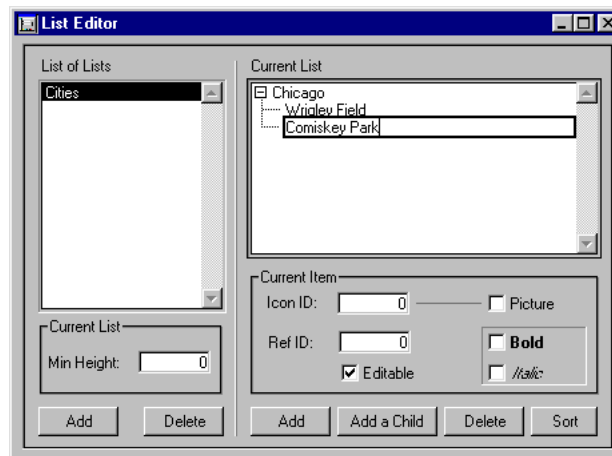 List Editor
List of Lists
Cities
Current List
Min Height: 0
Add Delete
Current List
Chicago
Wrigley Field
Comiskey Park
Current Item
Icon ID: 0 Picture
Ref ID: 0 Bold
Editable Italic
Add Add a Child Delete Sort